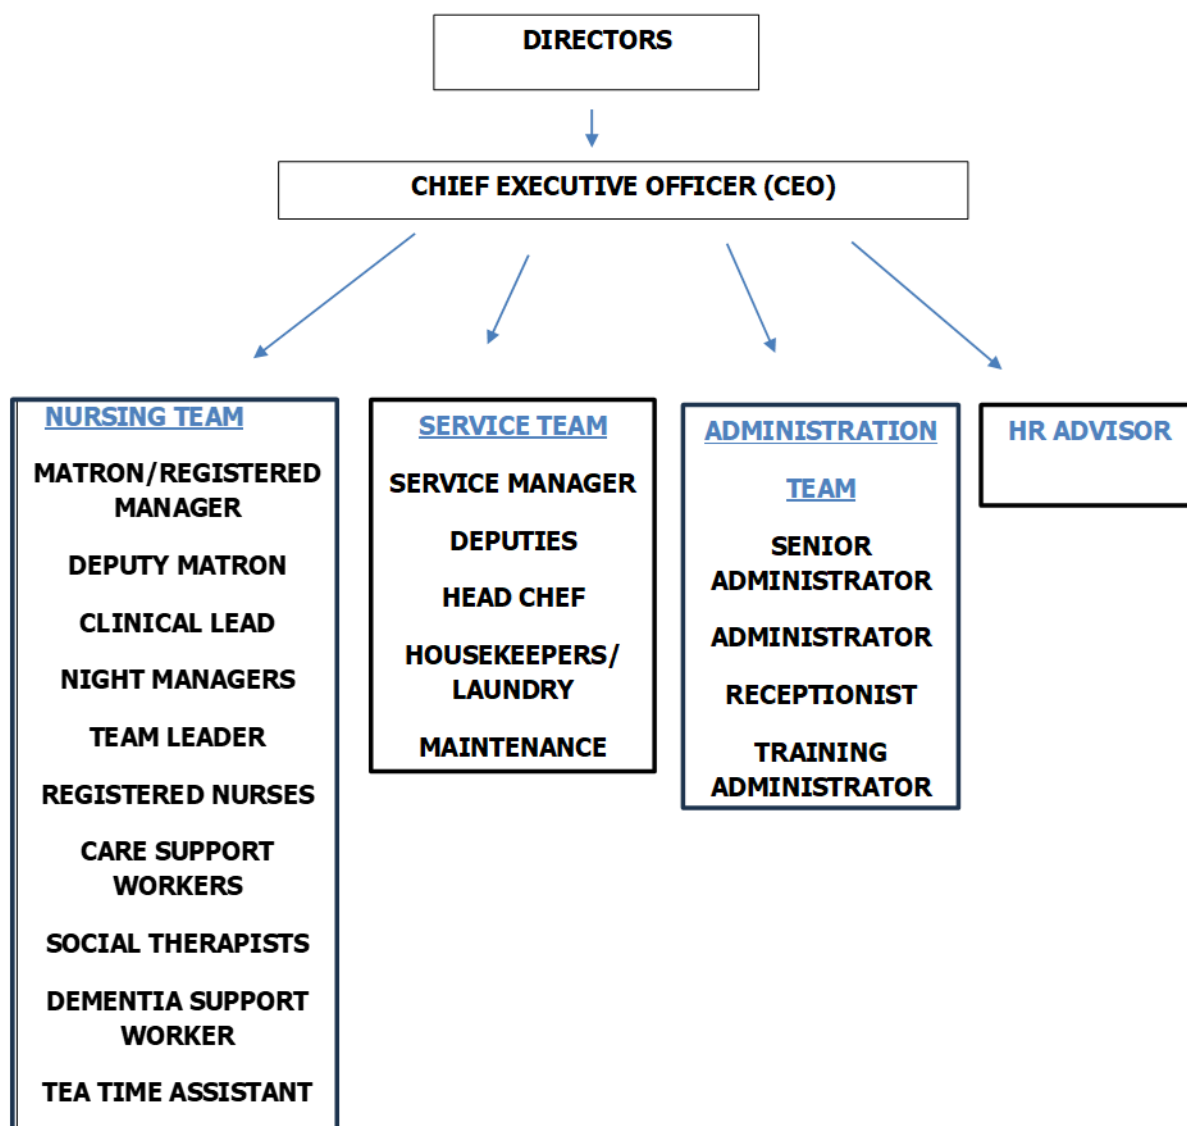 DIRECTORS
CHIEF EXECUTIVE OFFICER (CEO)
NURSING TEAM
MATRON/REGISTERED
MANAGER
DEPUTY MATRON
CLINICAL LEAD
NIGHT MANAGERS
TEAM LEADER
REGISTERED NURSES
CARE SUPPORT
WORKERS
SOCIAL THERAPISTS
DEMENTIA SUPPORT
WORKER
TEA TIME ASSISTANT
SERVICE TEAM
SERVICE MANAGER
DEPUTIES
HEAD CHEF
HOUSEKEEPERS/
LAUNDRY
MAINTENANCE
ADMINISTRATION
TEAM
SENIOR
ADMINISTRATOR
ADMINISTRATOR
RECEPTIONIST
TRAINING
ADMINISTRATOR
HR ADVISOR